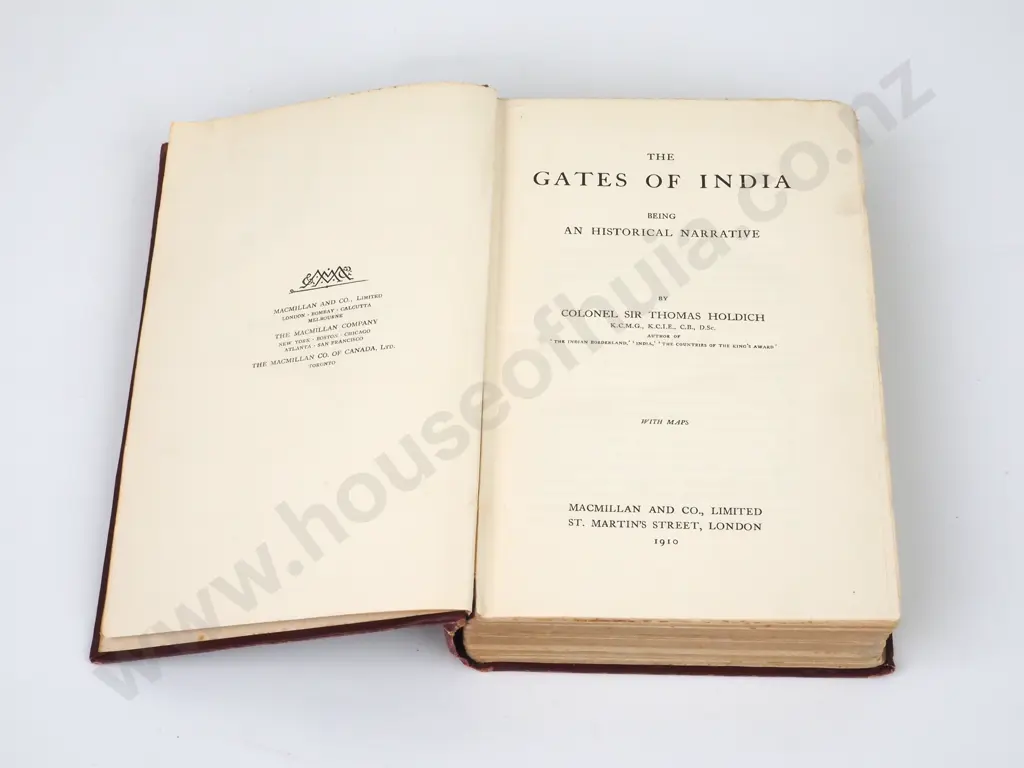 MACMILLAN AND CO., LIMITED
LONDON · BOMBAY · CALCUTTA
MELBOURNE
THE MACMILLAN COMPANY
NEW YORK · BOSTON · CHICAGO
ATLANTA · SAN FRANCISCO
THE MACMILLAN CO. OF CANADA, LTD.
TORONTO
THE
GATES OF INDIA
BEING
AN HISTORICAL NARRATIVE
BY
COLONEL SIR THOMAS HOLDICH
K.C.M.G., K.C.I.E., C.B., D.Sc.
AUTHOR OF
'THE INDIAN BORDERLAND,' 'INDIA,' 'THE COUNTRIES OF THE KING'S AWARD'
WITH MAPS
MACMILLAN AND CO., LIMITED
ST. MARTIN'S STREET, LONDON
1910
www.houseofhuia.co.nz